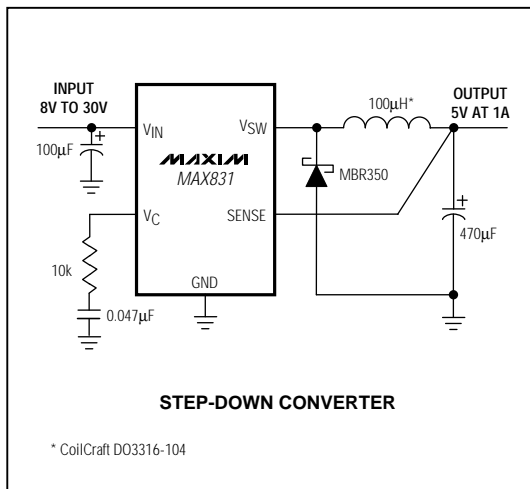 INPUT
8V TO 30V
OUTPUT
5V AT 1A
100µH*
VIN
VSW
100µF
MAXIM
MAX831
MBR350
VC
SENSE
470µF
10k
GND
0.047µF
STEP-DOWN CONVERTER
* CoilCraft DO3316-104